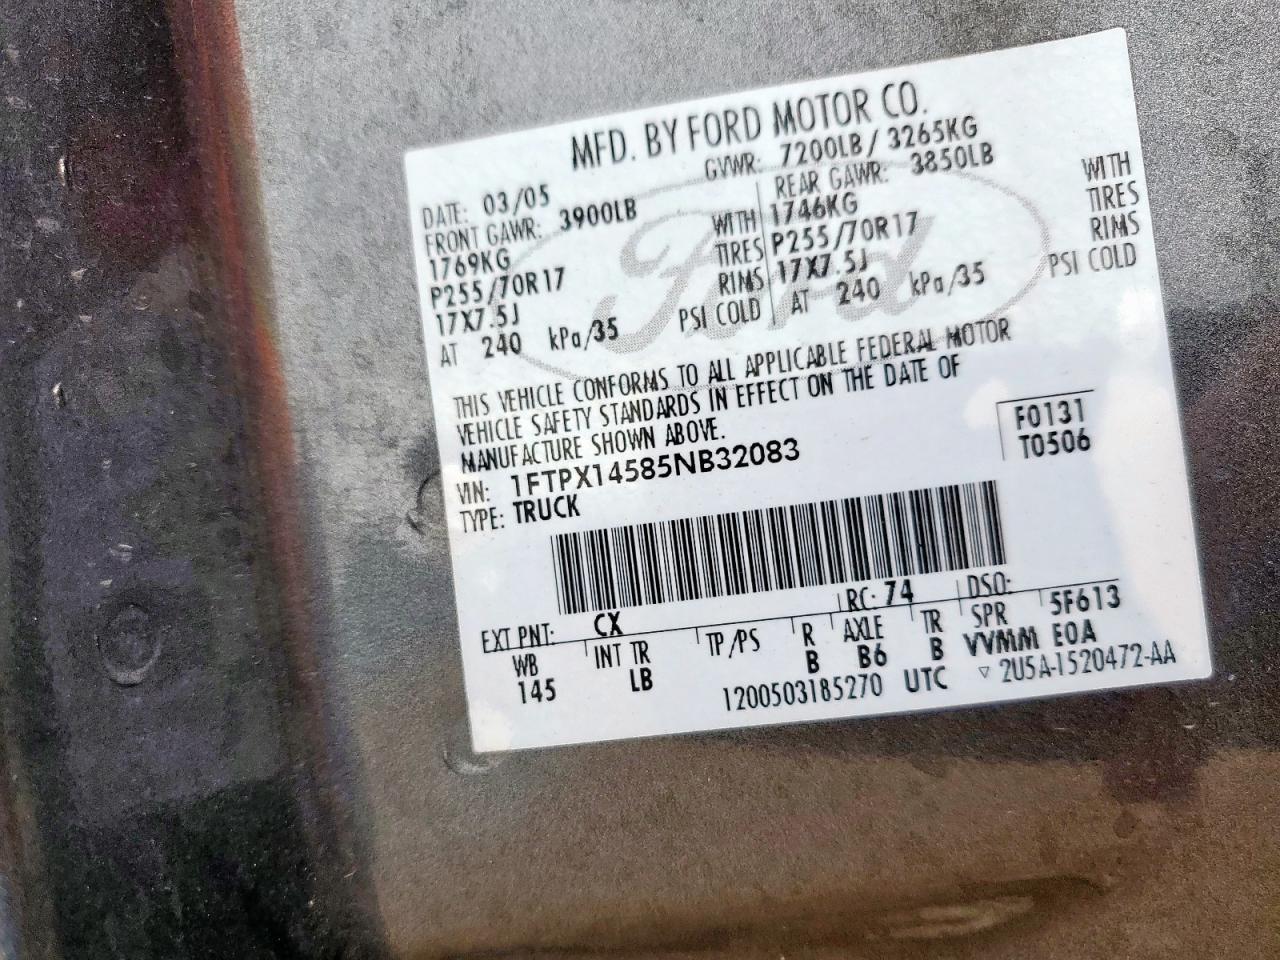 MFD. BY FORD MOTOR CO.
DATE: 03/05 GVWR: 7200LB / 3265KG
FRONT GAWR: 3900LB REAR GAWR: 3850LB
1769KG WITH 1746KG WITH
P255/70R17 TIRES P255/70R17 TIRES
17X7.5J RIMS 17X7.5J RIMS
AT 240 kPa/35 PSI COLD AT 240 kPa/35 PSI COLD
Ford
THIS VEHICLE CONFORMS TO ALL APPLICABLE FEDERAL MOTOR
VEHICLE SAFETY STANDARDS IN EFFECT ON THE DATE OF
MANUFACTURE SHOWN ABOVE.
VIN: 1FTPX14585NB32083
TYPE: TRUCK
F0131
T0506
EXT PNT: CX RC: 74 DSO:
WB INT TR TP/PS R AXLE TR SPR 5F613
145 LB B B6 B VVMM E0A
1200503185270 UTC ▽ 2U5A-1520472-AA